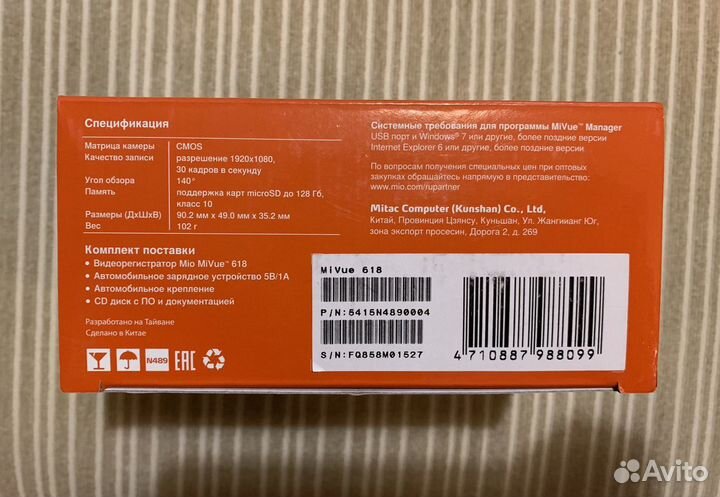 Спецификация
Матрица камеры CMOS
Качество записи разрешение 1920x1080,
30 кадров в секунду
Угол обзора 140°
Память поддержка карт microSD до 128 Гб,
класс 10
Размеры (ДхШхВ) 90.2 мм x 49.0 мм x 35.2 мм
Вес 102 г
Комплект поставки
• Видеорегистратор Mio MiVue™ 618
• Автомобильное зарядное устройство 5В/1А
• Автомобильное крепление
• CD диск с ПО и документацией
Разработано на Тайване
Сделано в Китае
N489
EAC
Системные требования для программы MiVue™ Manager
USB порт и Windows® 7 или другие, более поздние версии
Internet Explorer 6 или другие, более поздние версии
По вопросам получения специальных цен при оптовых
закупках обращайтесь напрямую в представительство:
www.mio.com/rupartner
Mitac Computer (Kunshan) Co., Ltd,
Китай, Провинция Цзянсу, Куньшан, Ул. Жангиианг Юг,
зона экспорт просесин, Дорога 2, д. 269
MiVue 618
P/N:5415N4890004
S/N:FQ858M01527
4 710887 988099
Avito